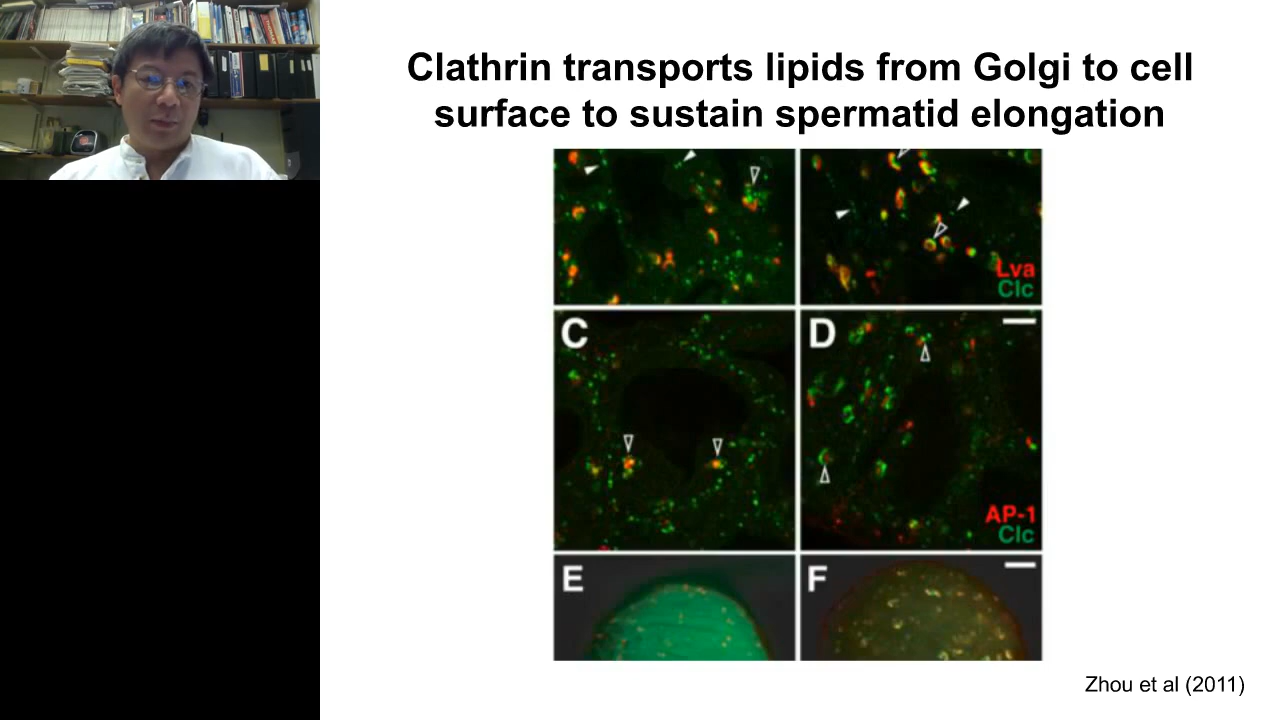 Clathrin transports lipids from Golgi to cell
surface to sustain spermatid elongation
Lva
Clc
C
D
AP-1
Clc
E
F
Zhou et al (2011)